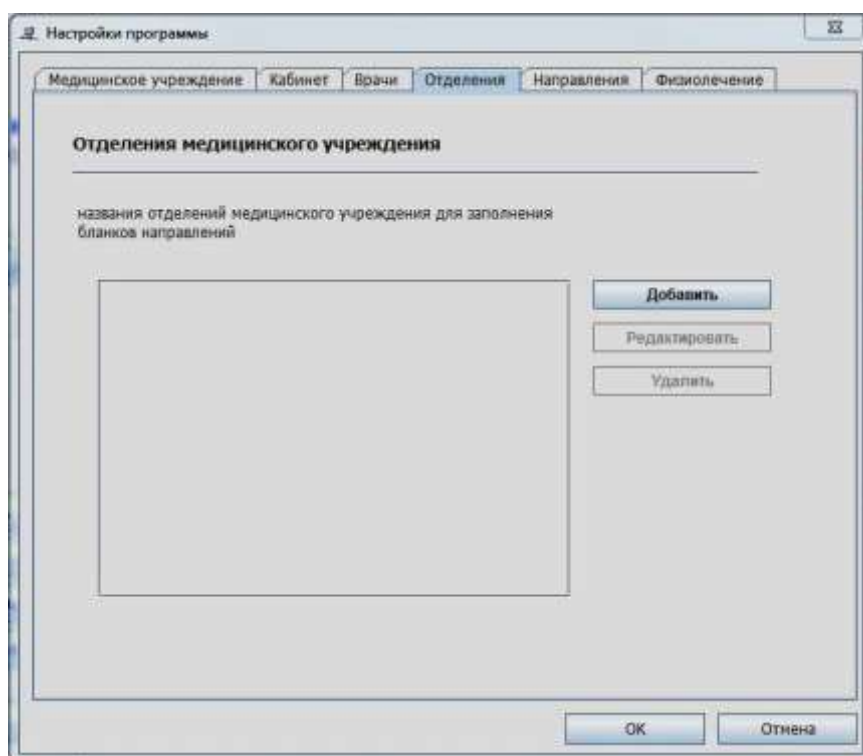 Настройки программы
Медицинское учреждение Кабинет Врачи Отделения Направления Физиолечение
Отделения медицинского учреждения
названия отделений медицинского учреждения для заполнения
бланков направлений
Добавить
Редактировать
Удалить
OK Отмена